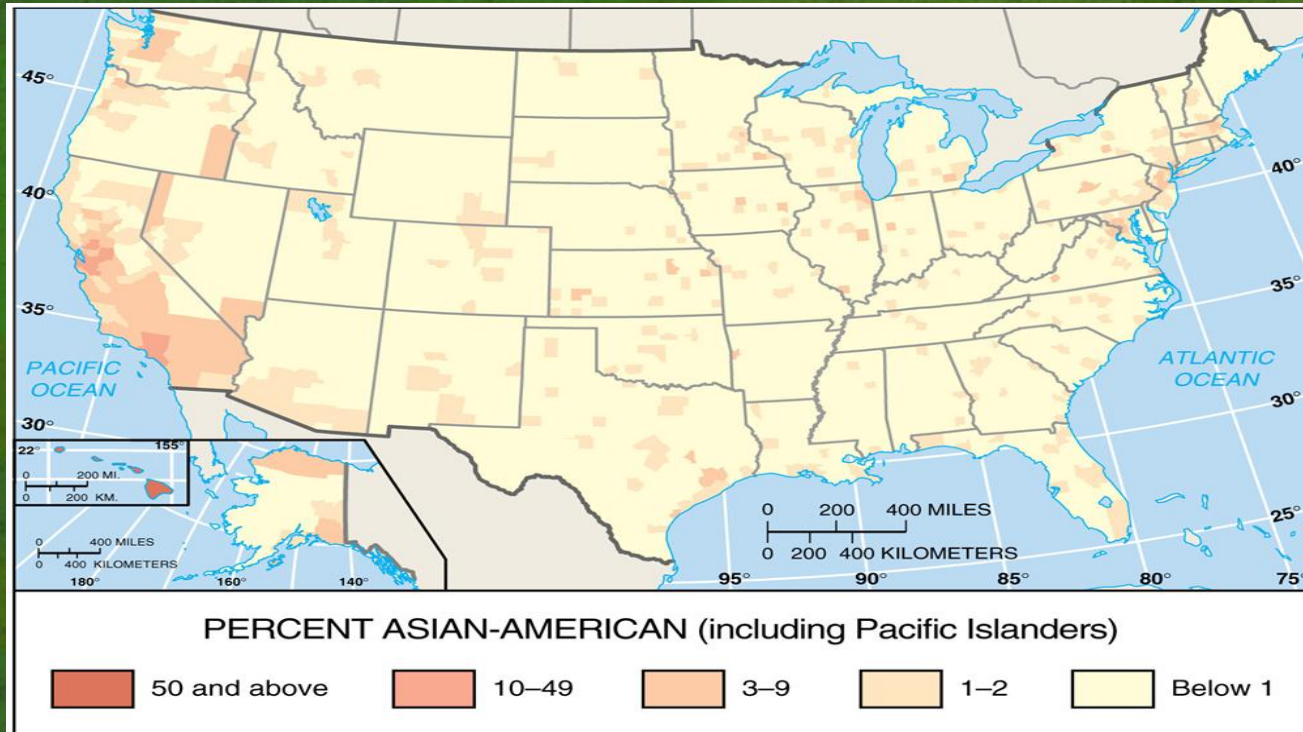 45°
40°
35°
30°
PACIFIC
OCEAN
40°
35°
ATLANTIC
OCEAN
30°
25°
22°
155°
0 200 MI.
0 200 KM.
0 400 MILES
0 400 KILOMETERS
180°
160°
140°
0 200 400 MILES
0 200 400 KILOMETERS
95°
90°
85°
80°
75°
PERCENT ASIAN-AMERICAN (including Pacific Islanders)
50 and above
10–49
3–9
1–2
Below 1